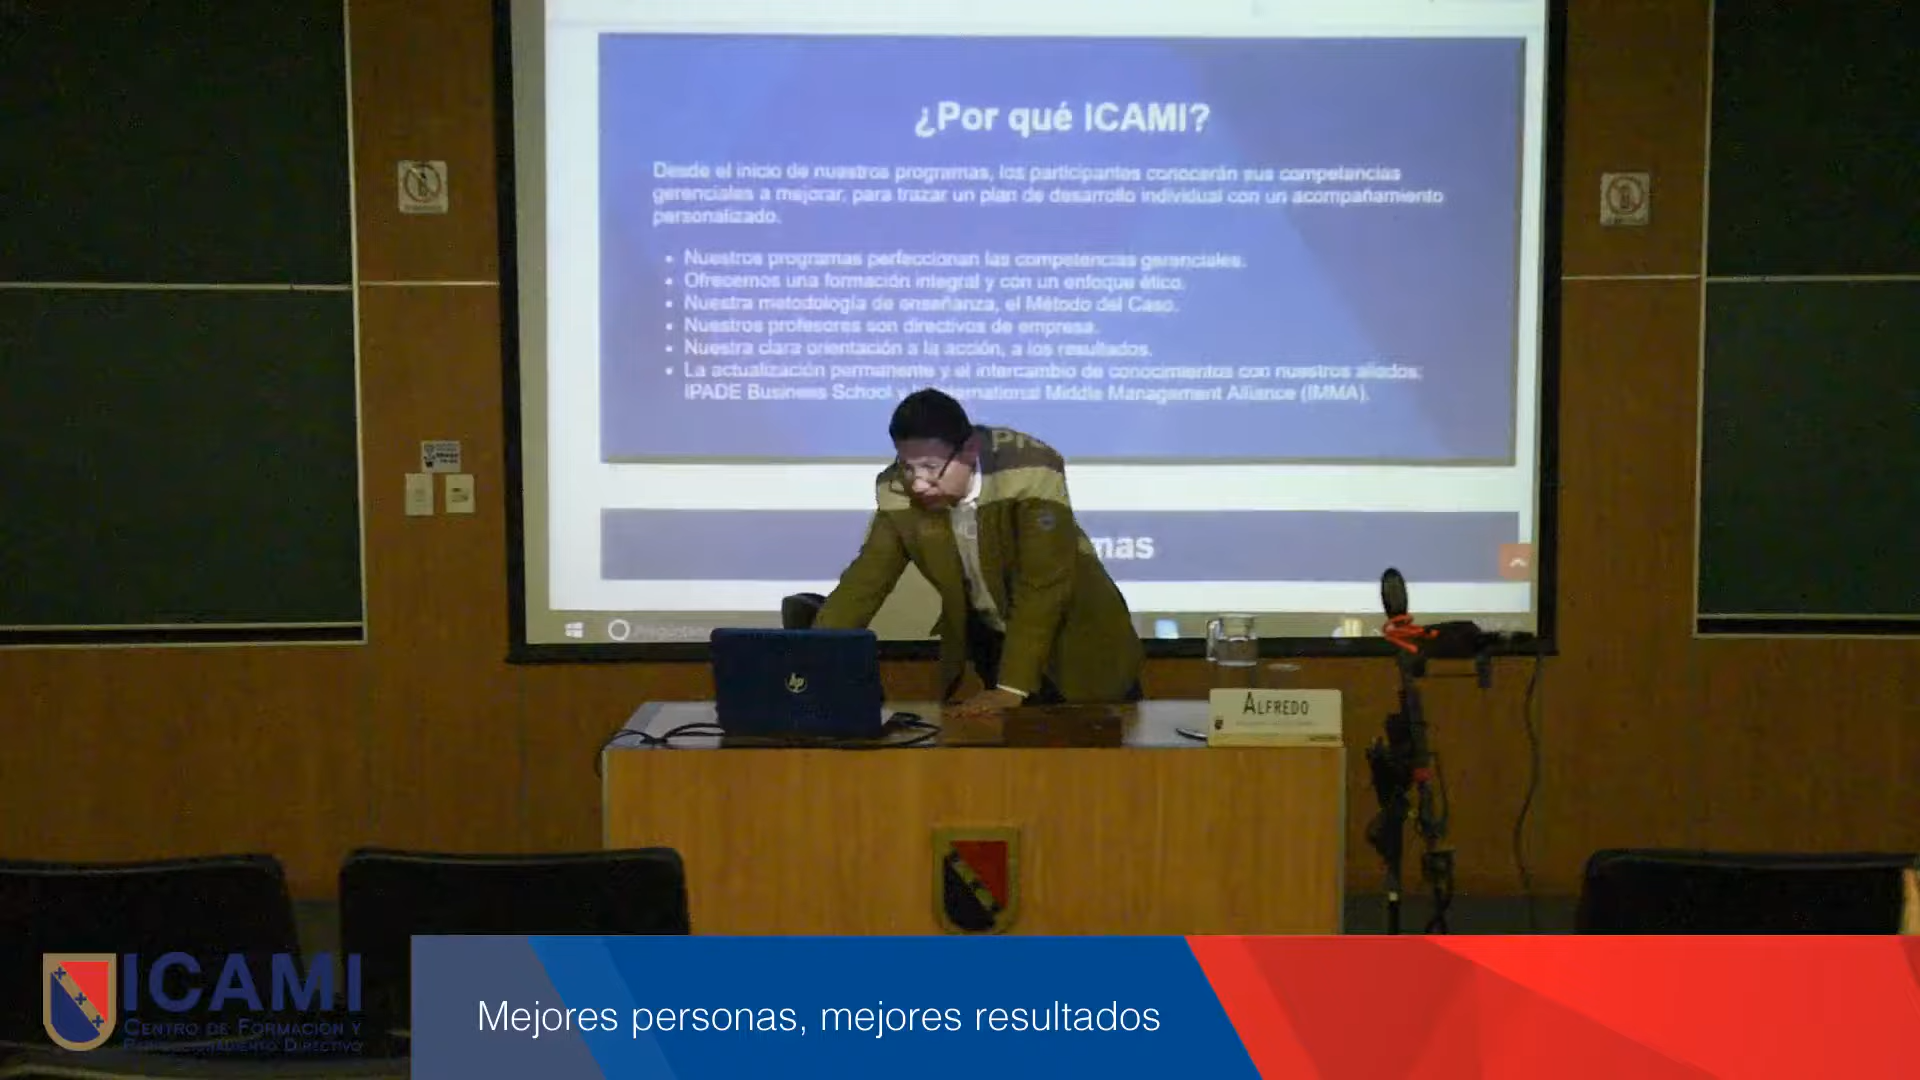 ¿Por qué ICAMI?
Desde el inicio de nuestros programas, los participantes conocerán sus competencias
gerenciales a mejorar, para trazar un plan de desarrollo individual con un acompañamiento
personalizado.
Nuestros programas perfeccionan las competencias gerenciales.
Ofrecemos una formación integral y con un enfoque ético.
Nuestra metodología de enseñanza, el Método del Caso.
Nuestros profesores son directivos de empresa.
Nuestra clara orientación a la acción, a los resultados.
La actualización permanente y el intercambio de conocimientos con nuestros aliados:
IPADE Business School y Middle Management Alliance (IMMA).
mas
hp
ALFREDO
ICAMI
CENTRO DE FORMACIÓN Y
PERFECCIONAMIENTO DIRECTIVO
Mejores personas, mejores resultados